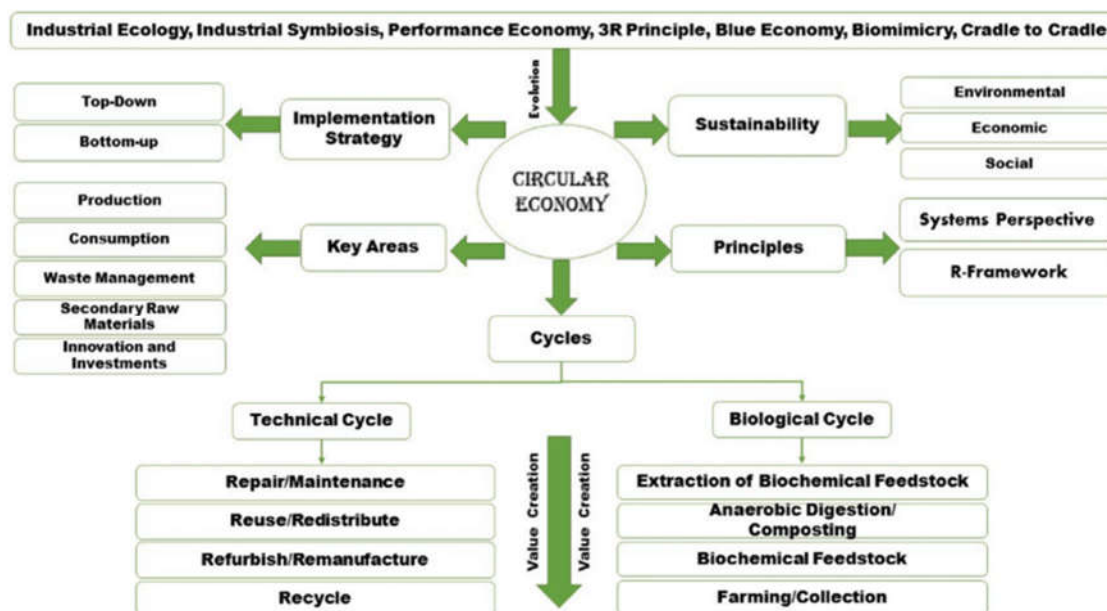 Industrial Ecology, Industrial Symbiosis, Performance Economy, 3R Principle, Blue Economy, Biomimicry, Cradle to Cradle
Evolution
Top-Down
Bottom-up
Implementation
Strategy
Sustainability
Environmental
Economic
Social
CIRCULAR
ECONOMY
Production
Consumption
Waste Management
Secondary Raw
Materials
Innovation and
Investments
Key Areas
Principles
Systems Perspective
R-Framework
Cycles
Technical Cycle
Biological Cycle
Repair/Maintenance
Reuse/Redistribute
Refurbish/Remanufacture
Recycle
Value Creation
Value Creation
Extraction of Biochemical Feedstock
Anaerobic Digestion/
Composting
Biochemical Feedstock
Farming/Collection